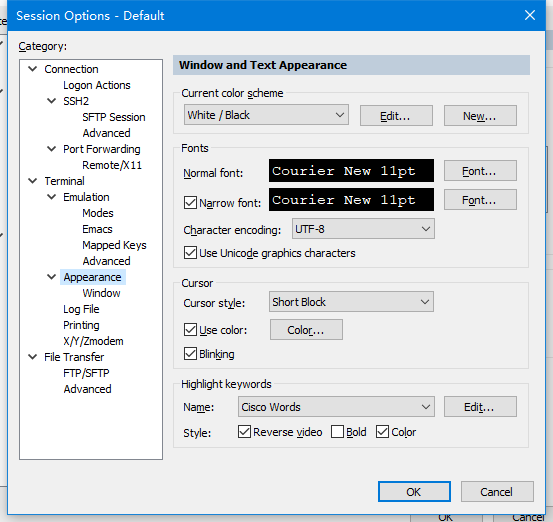 Session Options - Default
Category:
Connection
Logon Actions
SSH2
SFTP Session
Advanced
Port Forwarding
Remote/X11
Terminal
Emulation
Modes
Emacs
Mapped Keys
Advanced
Appearance
Window
Log File
Printing
X/Y/Zmodem
File Transfer
FTP/SFTP
Advanced
Window and Text Appearance
Current color scheme
White / Black Edit... New...
Fonts
Normal font: Courier New 11pt Font...
Narrow font: Courier New 11pt Font...
Character encoding: UTF-8
Use Unicode graphics characters
Cursor
Cursor style: Short Block
Use color: Color...
Blinking
Highlight keywords
Name: Cisco Words Edit...
Style: Reverse video Bold Color
OK Cancel
OK Cancel